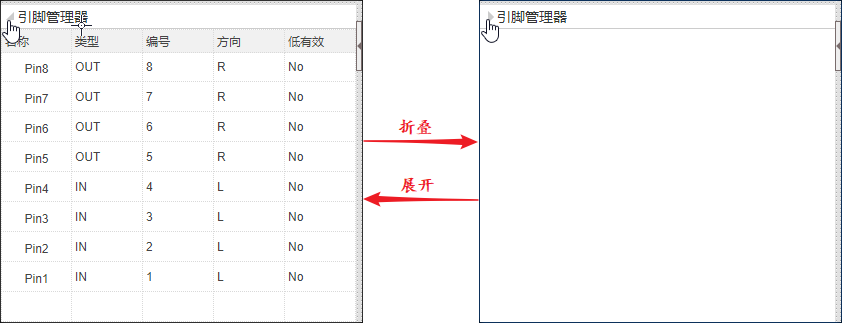 引脚管理器
名称 类型 编号 方向 低有效
Pin8 OUT 8 R No
Pin7 OUT 7 R No
Pin6 OUT 6 R No
Pin5 OUT 5 R No
Pin4 IN 4 L No
Pin3 IN 3 L No
Pin2 IN 2 L No
Pin1 IN 1 L No
折叠
展开
引脚管理器